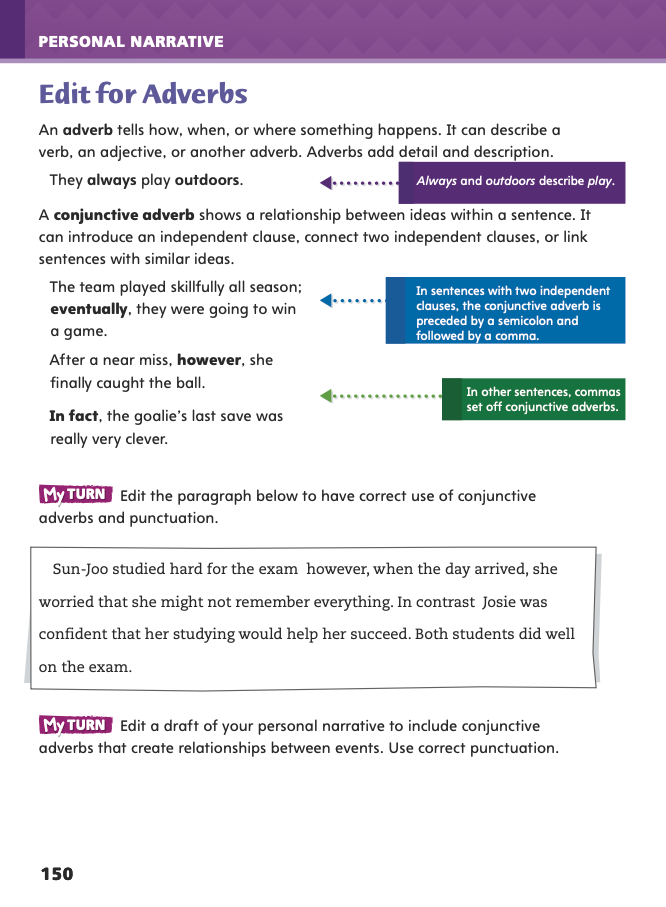 PERSONAL NARRATIVE
Edit for Adverbs
An adverb tells how, when, or where something happens. It can describe a
verb, an adjective, or another adverb. Adverbs add detail and description.
They always play outdoors.
Always and outdoors describe play.
A conjunctive adverb shows a relationship between ideas within a sentence. It
can introduce an independent clause, connect two independent clauses, or link
sentences with similar ideas.
The team played skillfully all season;
eventually, they were going to win
a game.
In sentences with two independent
clauses, the conjunctive adverb is
preceded by a semicolon and
followed by a comma.
After a near miss, however, she
finally caught the ball.
In fact, the goalie's last save was
really very clever.
In other sentences, commas
set off conjunctive adverbs.
My TURN Edit the paragraph below to have correct use of conjunctive
adverbs and punctuation.
Sun-Joo studied hard for the exam  however, when the day arrived, she
worried that she might not remember everything. In contrast  Josie was
confident that her studying would help her succeed. Both students did well
on the exam.
My TURN Edit a draft of your personal narrative to include conjunctive
adverbs that create relationships between events. Use correct punctuation.
150